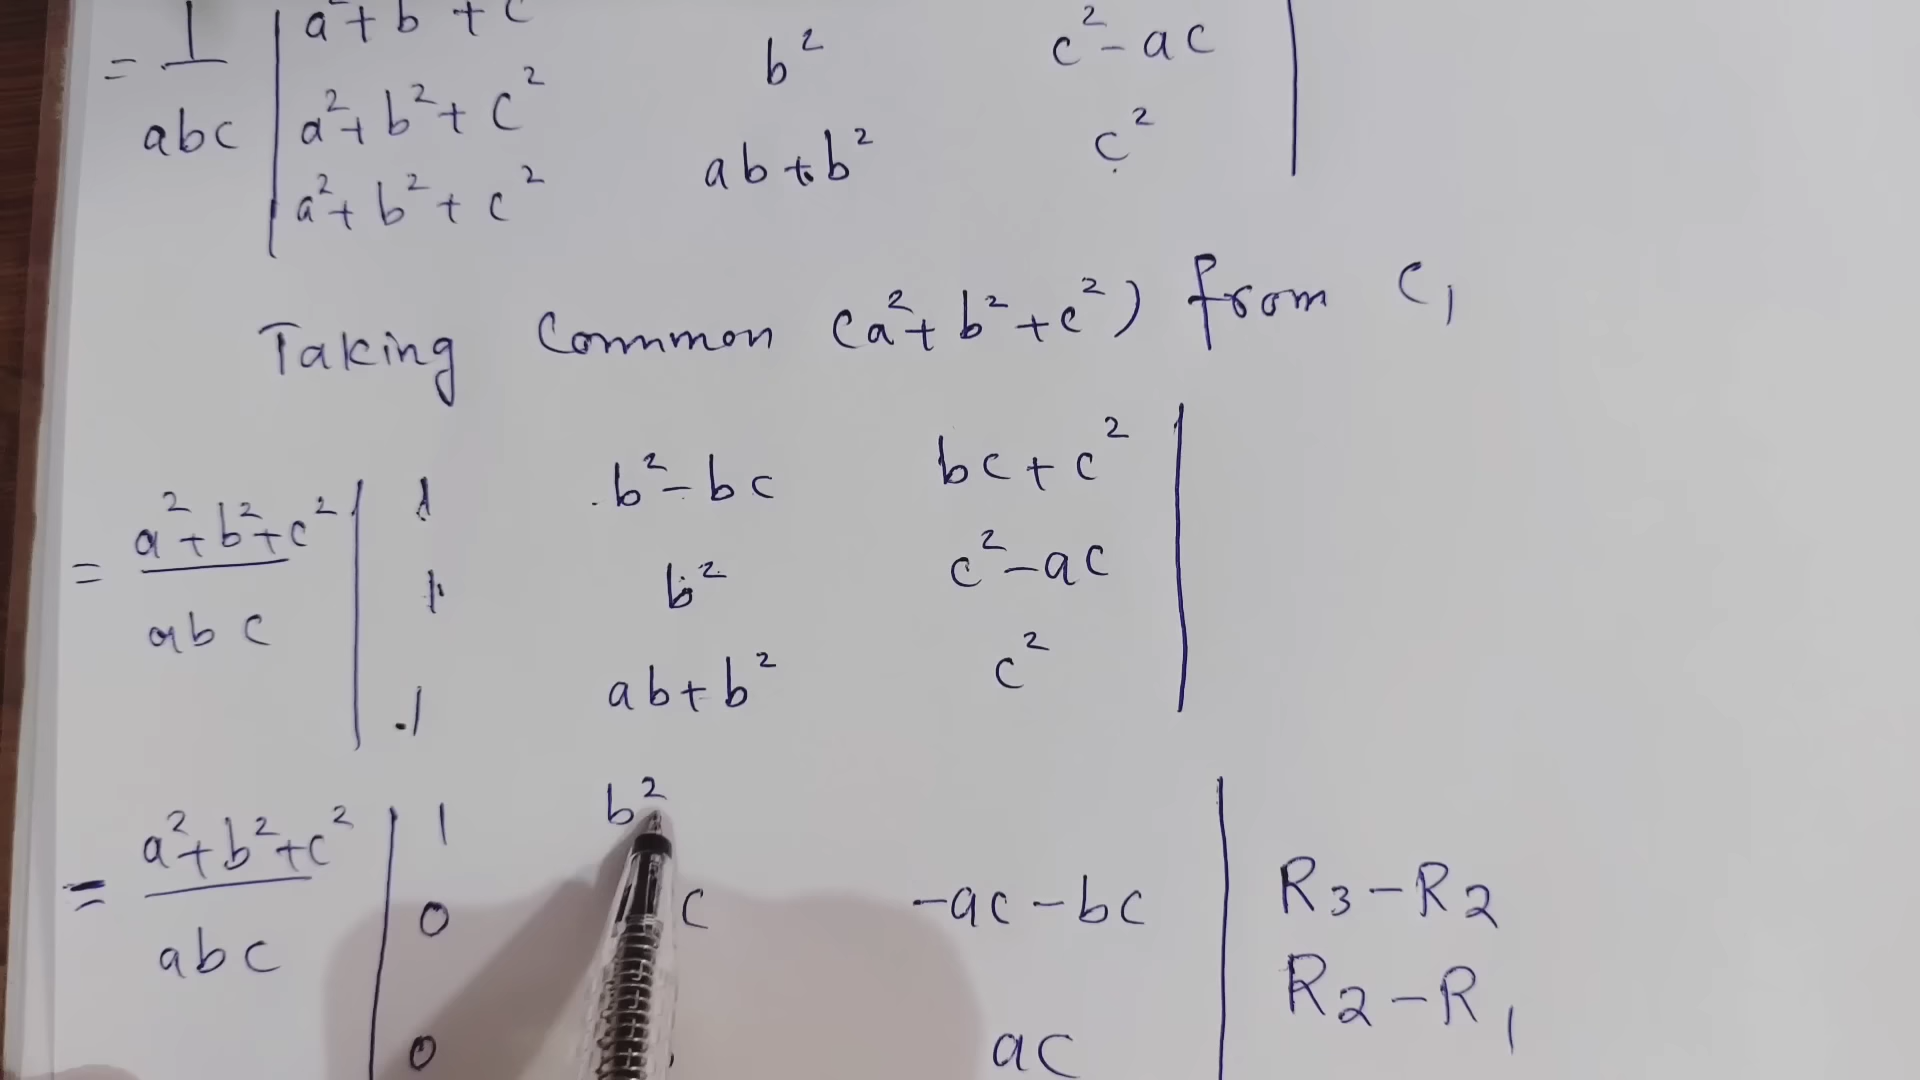 = 1/abc | a²+ b + c
b² c²- ac
a²+ b²+ c² ab+b² c² |
a²+ b²+ c²
Taking Common (a²+ b²+c²) from C₁
= a²+b²+c²/abc | 1 b²-bc bc+c² |
1 b² c²-ac
1 ab+b² c²
= a²+b²+c²/abc | 1 b² |
0 c -ac-bc R₃-R₂
0 ac R₂-R₁